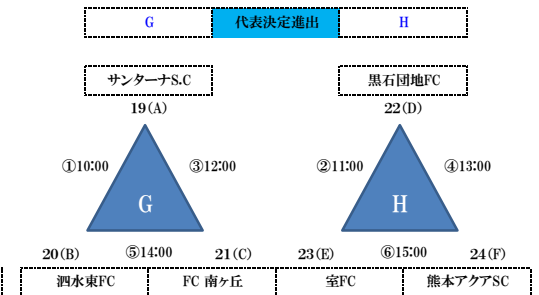 G 代表決定進出 H
サンターナS.C 黒石団地FC
19(A) 22(D)
①10:00 ③12:00 ②11:00 ④13:00
G H
20(B) ⑤14:00 21(C) 23(E) ⑥15:00 24(F)
泗水東FC FC 南ヶ丘 室FC 熊本アクアSC